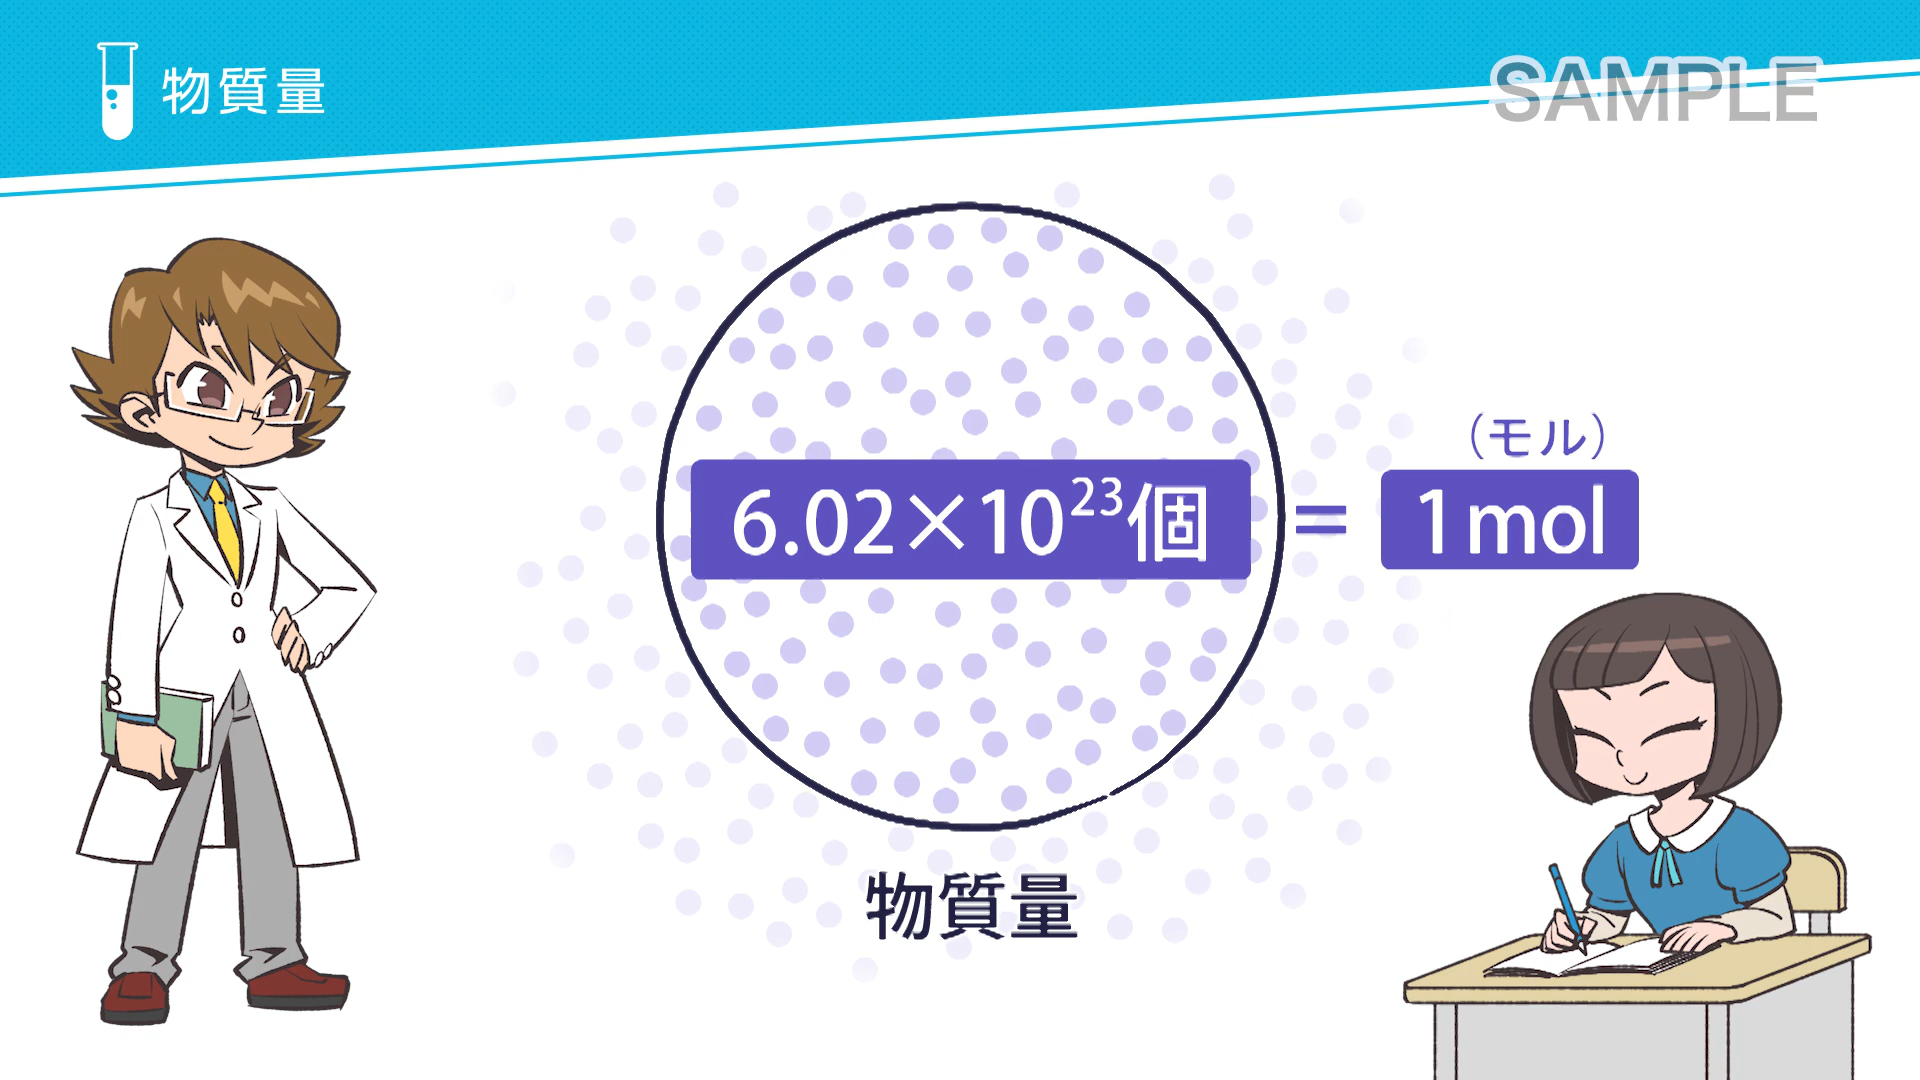 物質量
SAMPLE
(モル)
6.02×10²³個 = 1mol
物質量